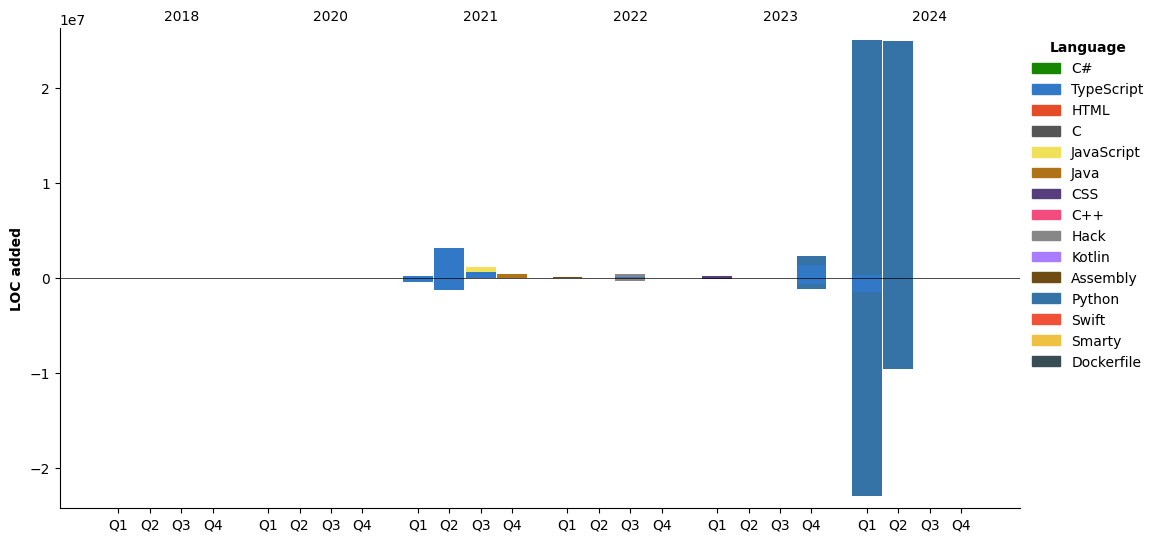 1e7
2018 2020 2021 2022 2023 2024
LOC added
2
1
0
−1
−2
Q1 Q2 Q3 Q4 Q1 Q2 Q3 Q4 Q1 Q2 Q3 Q4 Q1 Q2 Q3 Q4 Q1 Q2 Q3 Q4 Q1 Q2 Q3 Q4
Language
C#
TypeScript
HTML
C
JavaScript
Java
CSS
C++
Hack
Kotlin
Assembly
Python
Swift
Smarty
Dockerfile